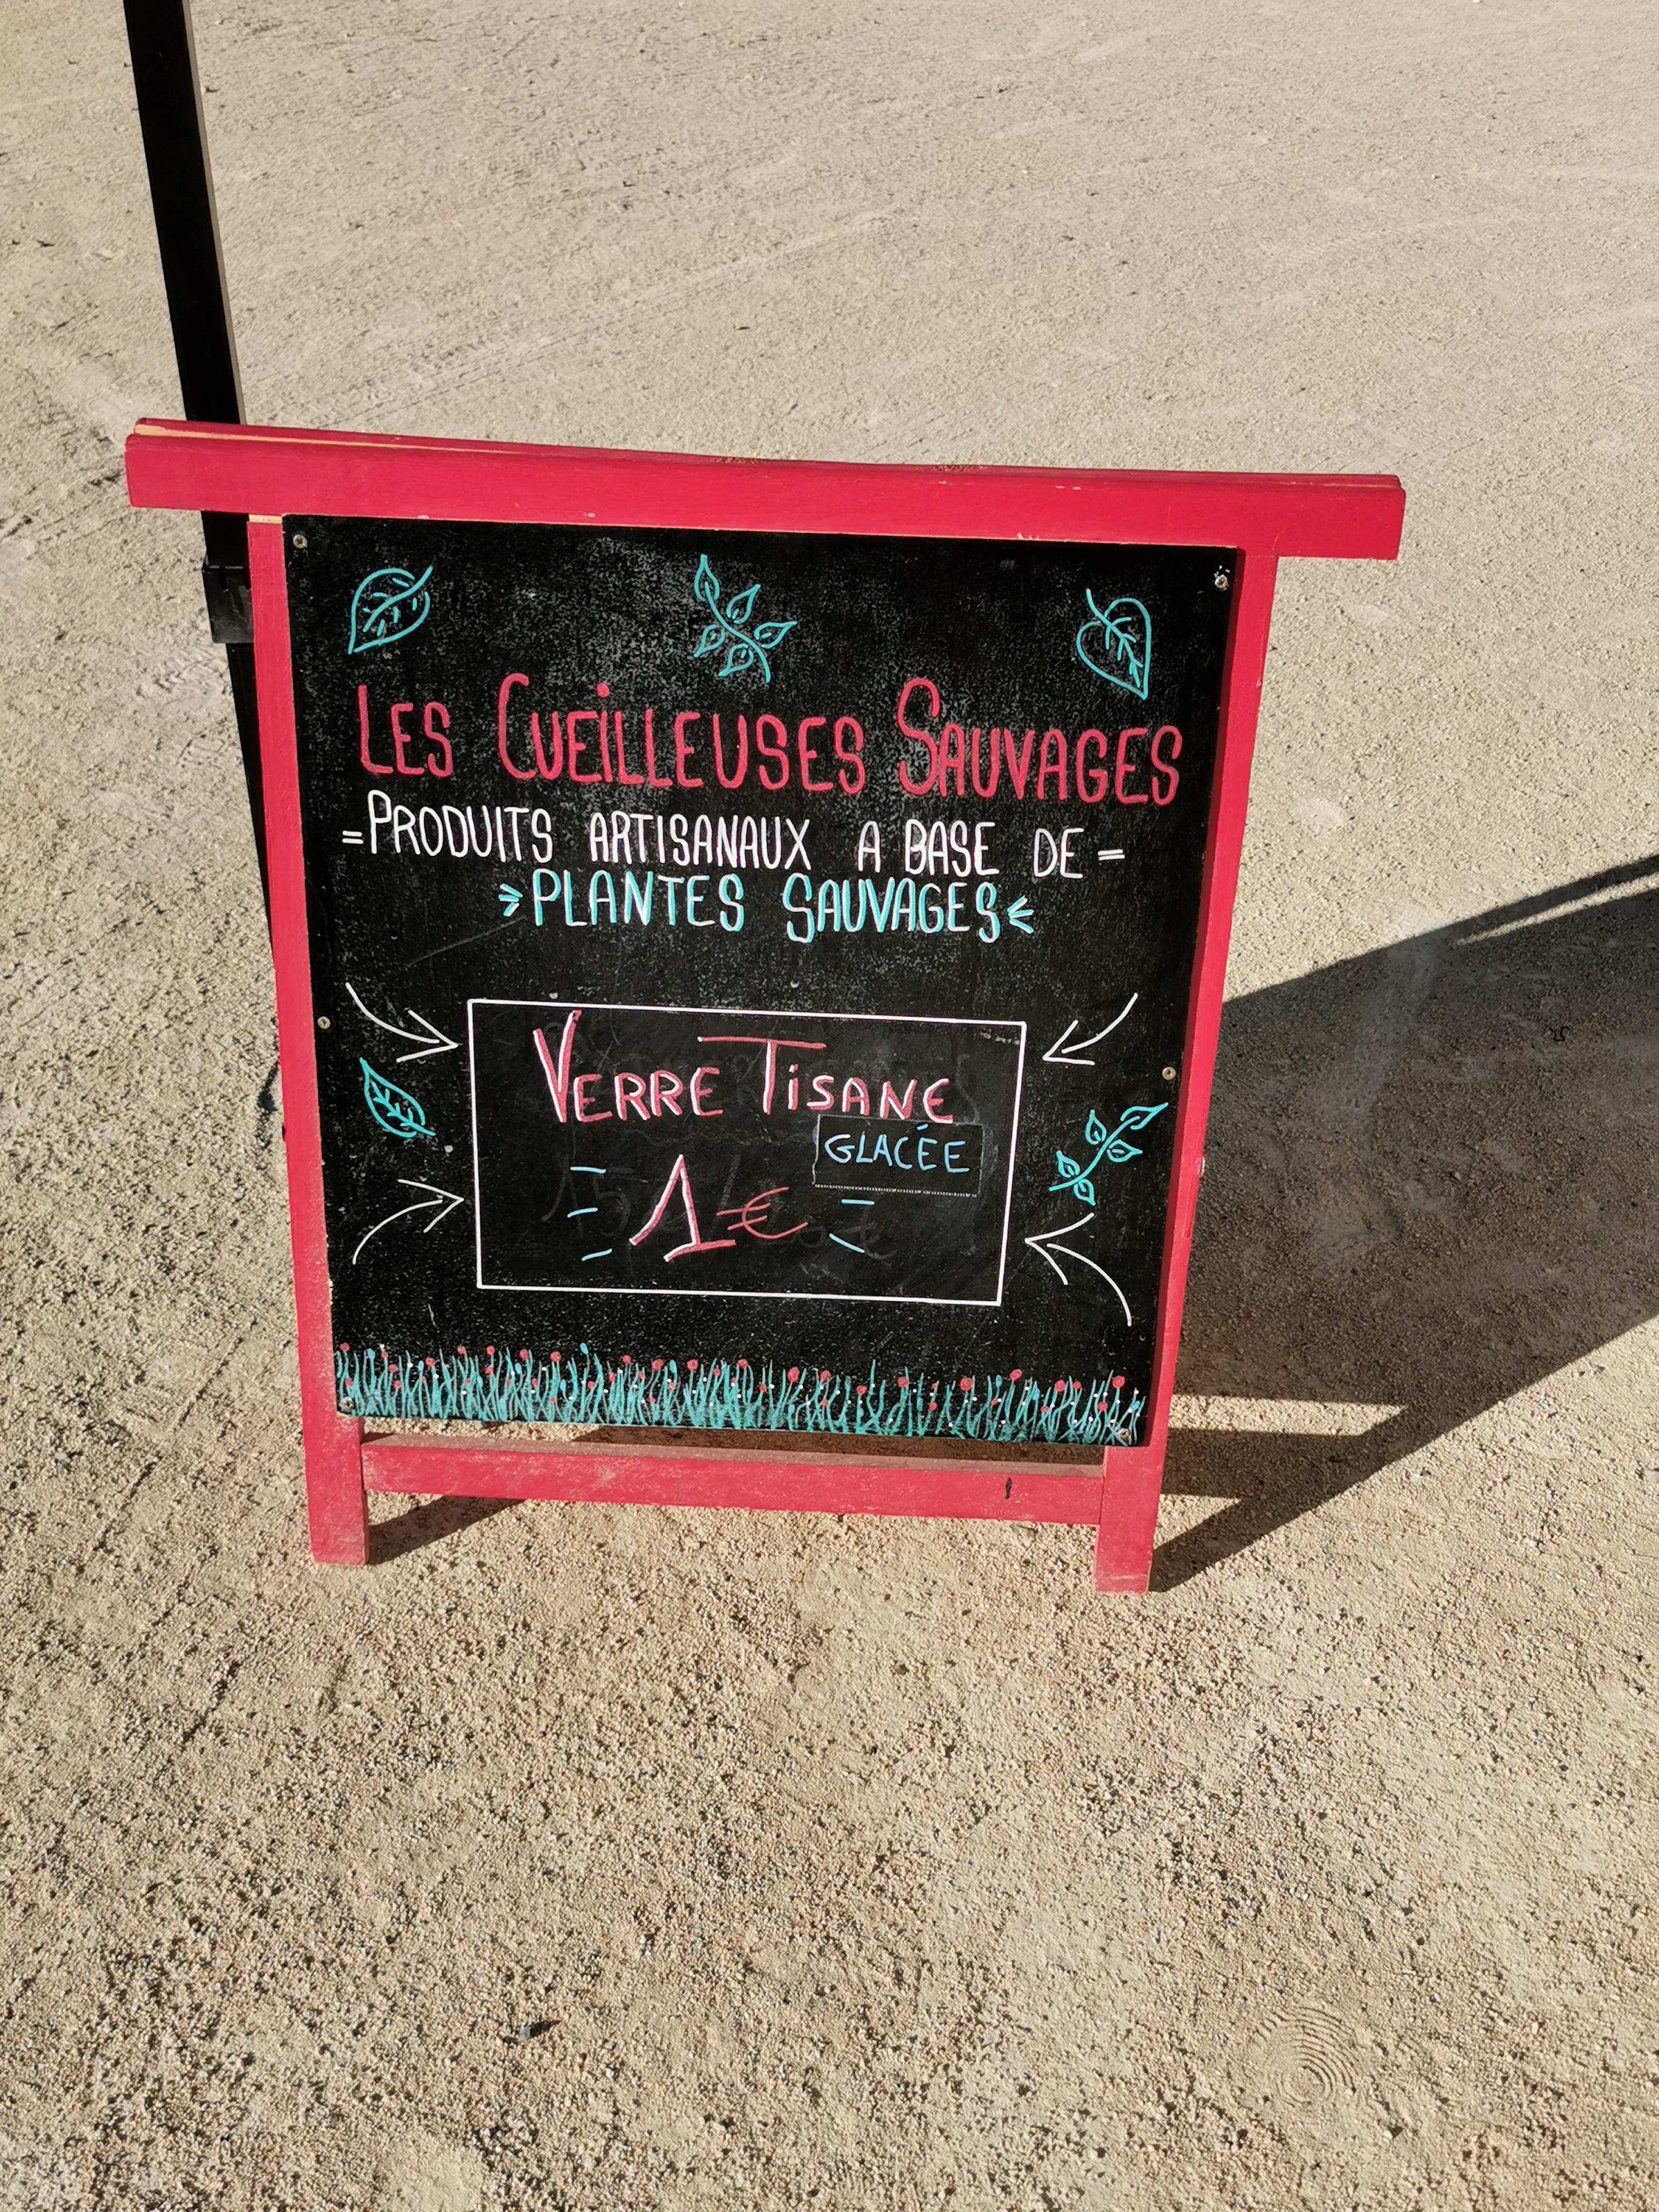 LES CUEILLEUSES SAUVAGES
=PRODUITS ARTISANAUX A BASE DE=
PLANTES SAUVAGES
VERRE TISANE
GLACÉE
1€